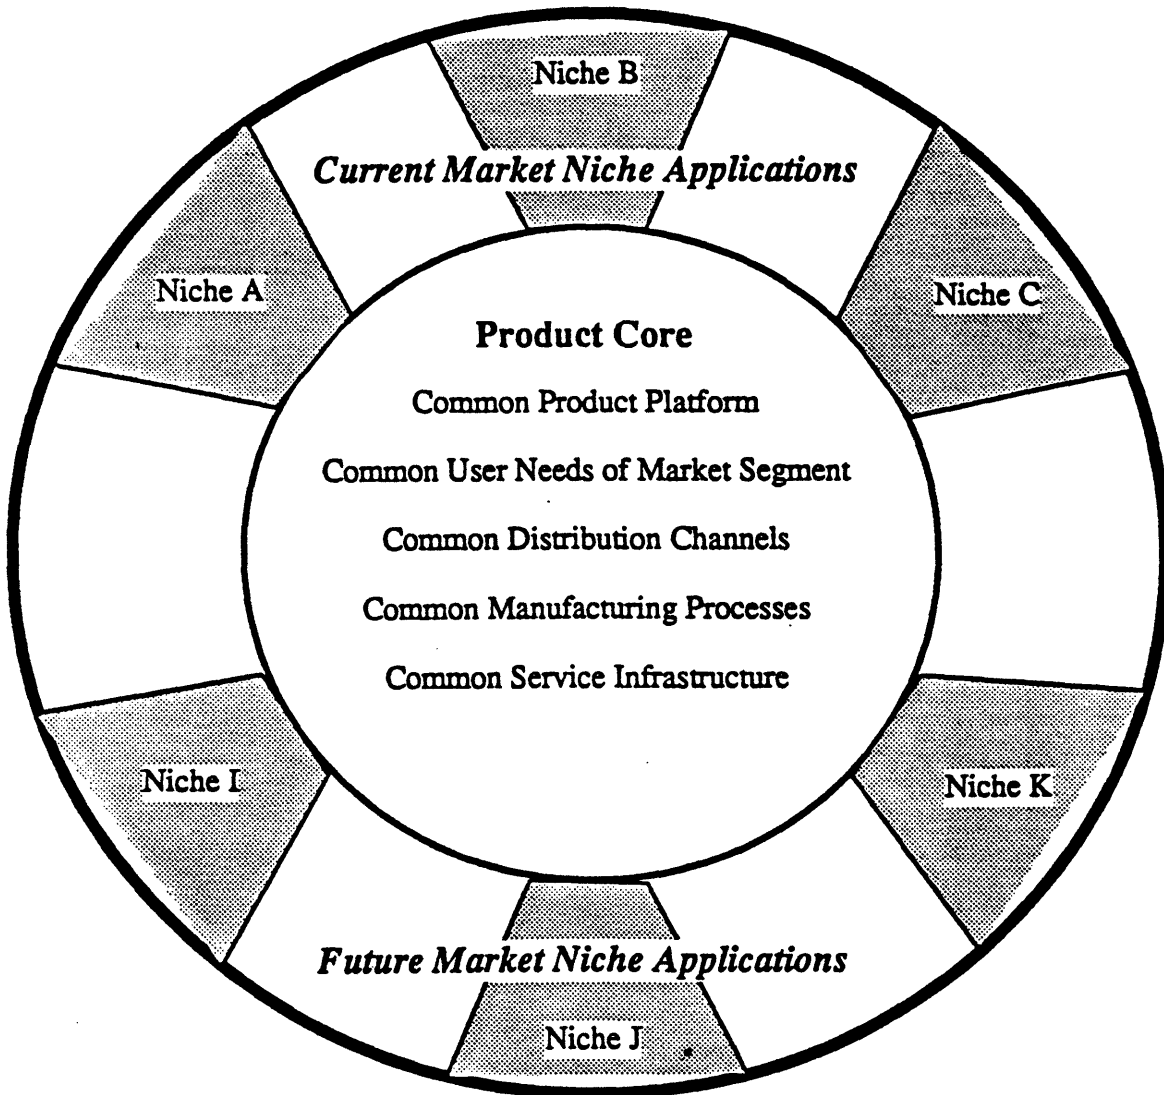 Niche B
Current Market Niche Applications
Niche A
Niche C
Product Core
Common Product Platform
Common User Needs of Market Segment
Common Distribution Channels
Common Manufacturing Processes
Common Service Infrastructure
Niche I
Niche K
Future Market Niche Applications
Niche J